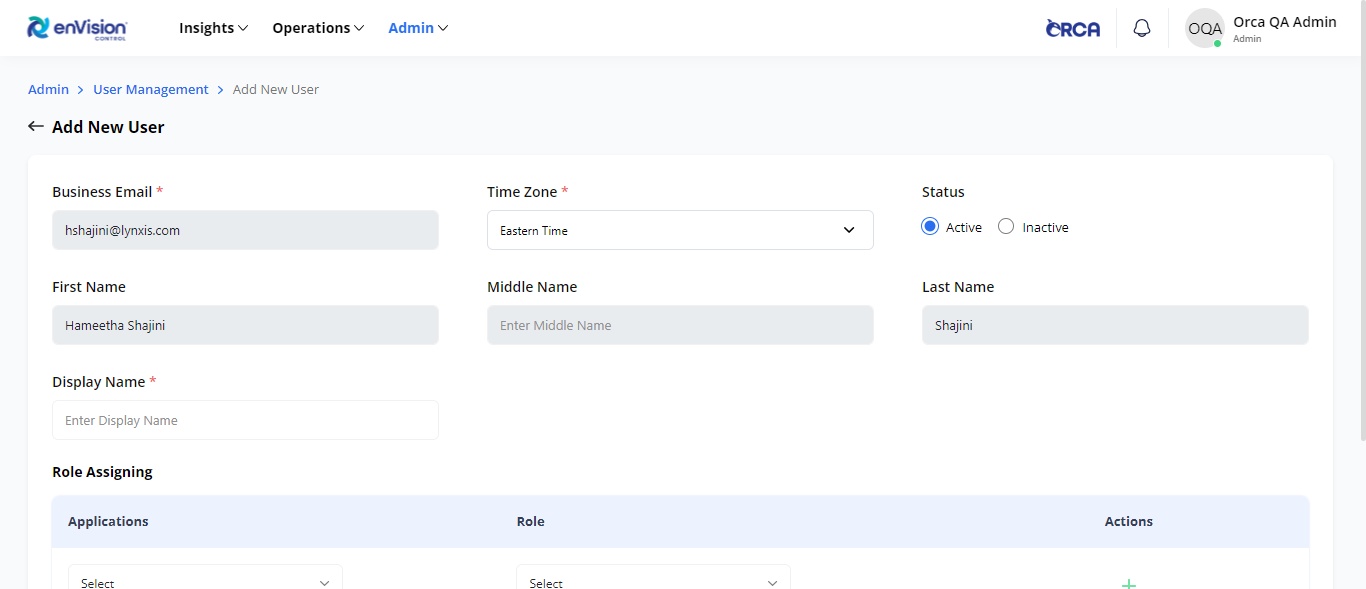 enVision
CONTROL
Insights
Operations
Admin
ORCA
OQA
Orca QA Admin
Admin
Admin > User Management > Add New User
Add New User
Business Email *
Time Zone *
Status
hshajini@lynxis.com
Eastern Time
Active
Inactive
First Name
Middle Name
Last Name
Hameetha Shajini
Enter Middle Name
Shajini
Display Name *
Enter Display Name
Role Assigning
Applications
Role
Actions
Select
Select